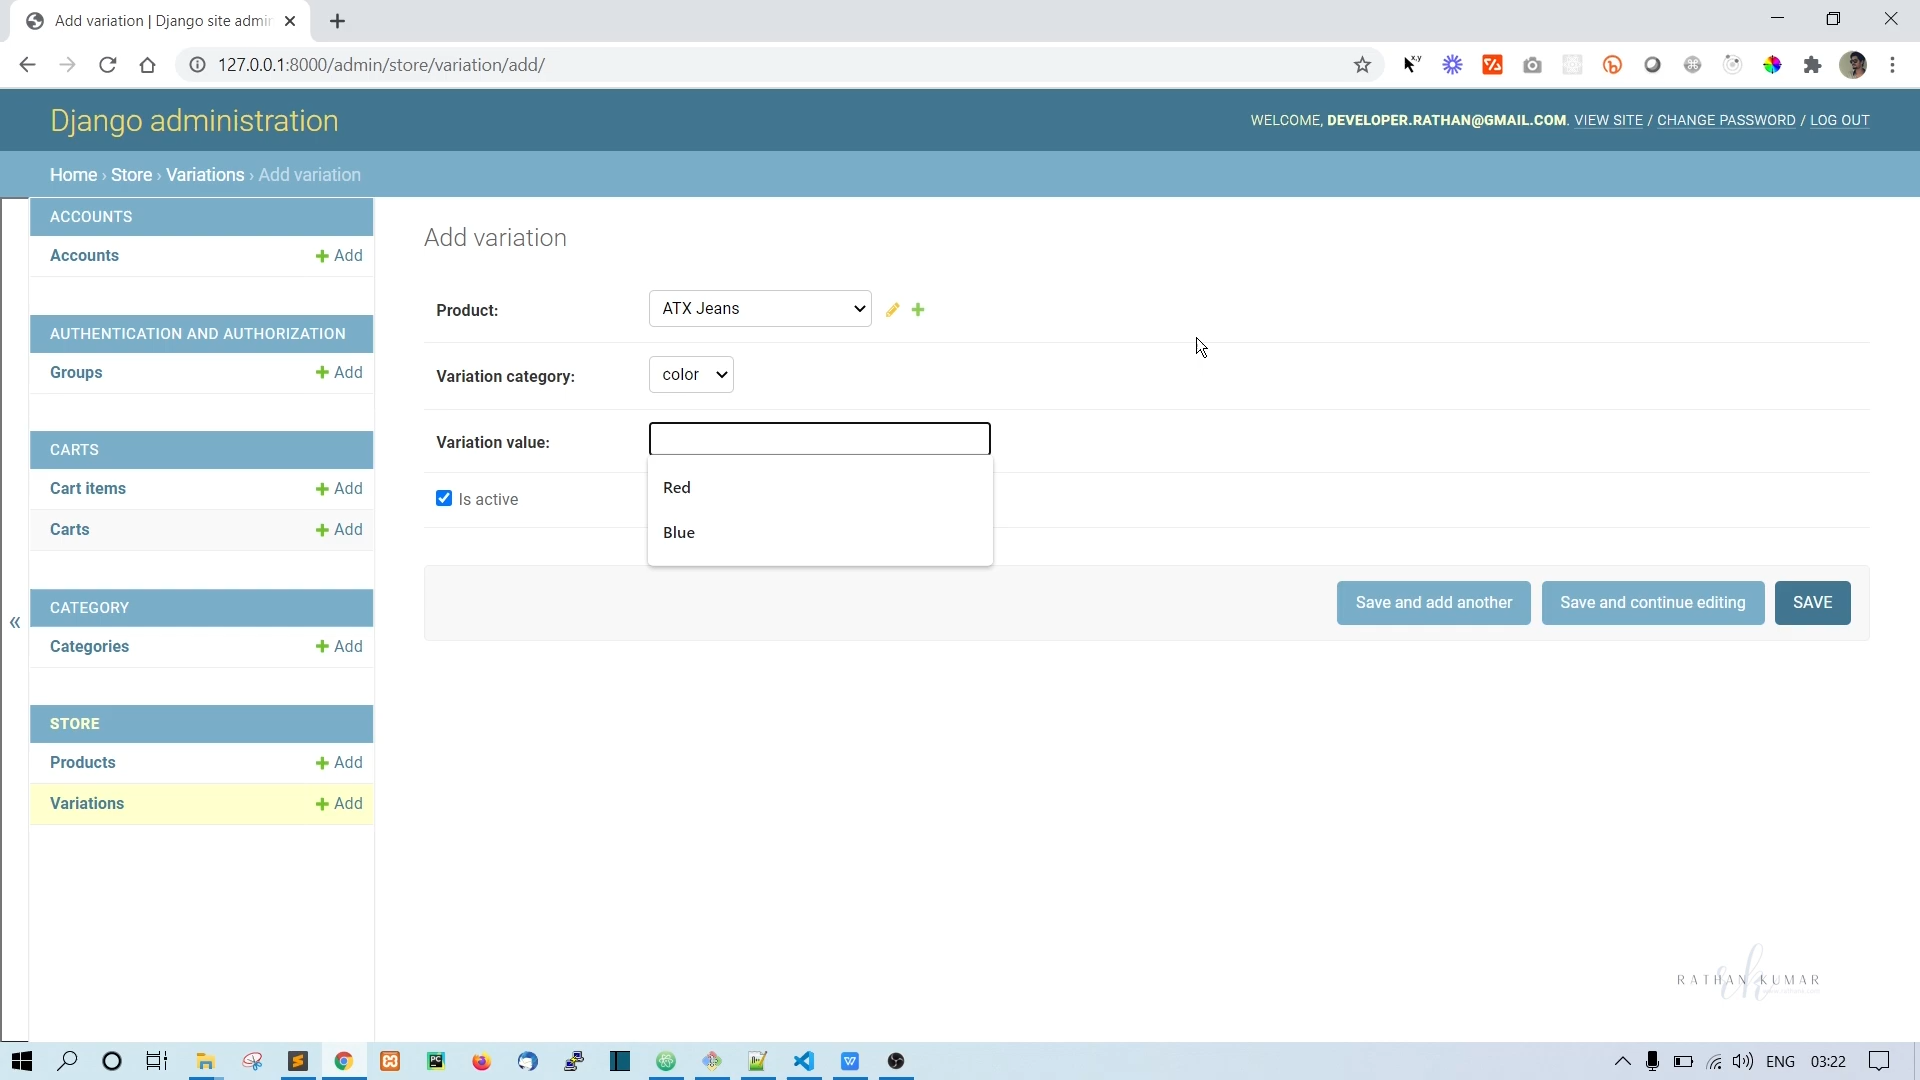 Add variation | Django site admin
127.0.0.1:8000/admin/store/variation/add/
Django administration
WELCOME, DEVELOPER.RATHAN@GMAIL.COM. VIEW SITE / CHANGE PASSWORD / LOG OUT
Home › Store › Variations › Add variation
ACCOUNTS
Accounts + Add
AUTHENTICATION AND AUTHORIZATION
Groups + Add
CARTS
Cart items + Add
Carts + Add
CATEGORY
Categories + Add
STORE
Products + Add
Variations + Add
«
Add variation
Product: ATX Jeans
Variation category: color
Variation value:
Red
Blue
Is active
Save and add another Save and continue editing SAVE
RATHAN KUMAR
ENG 03:22